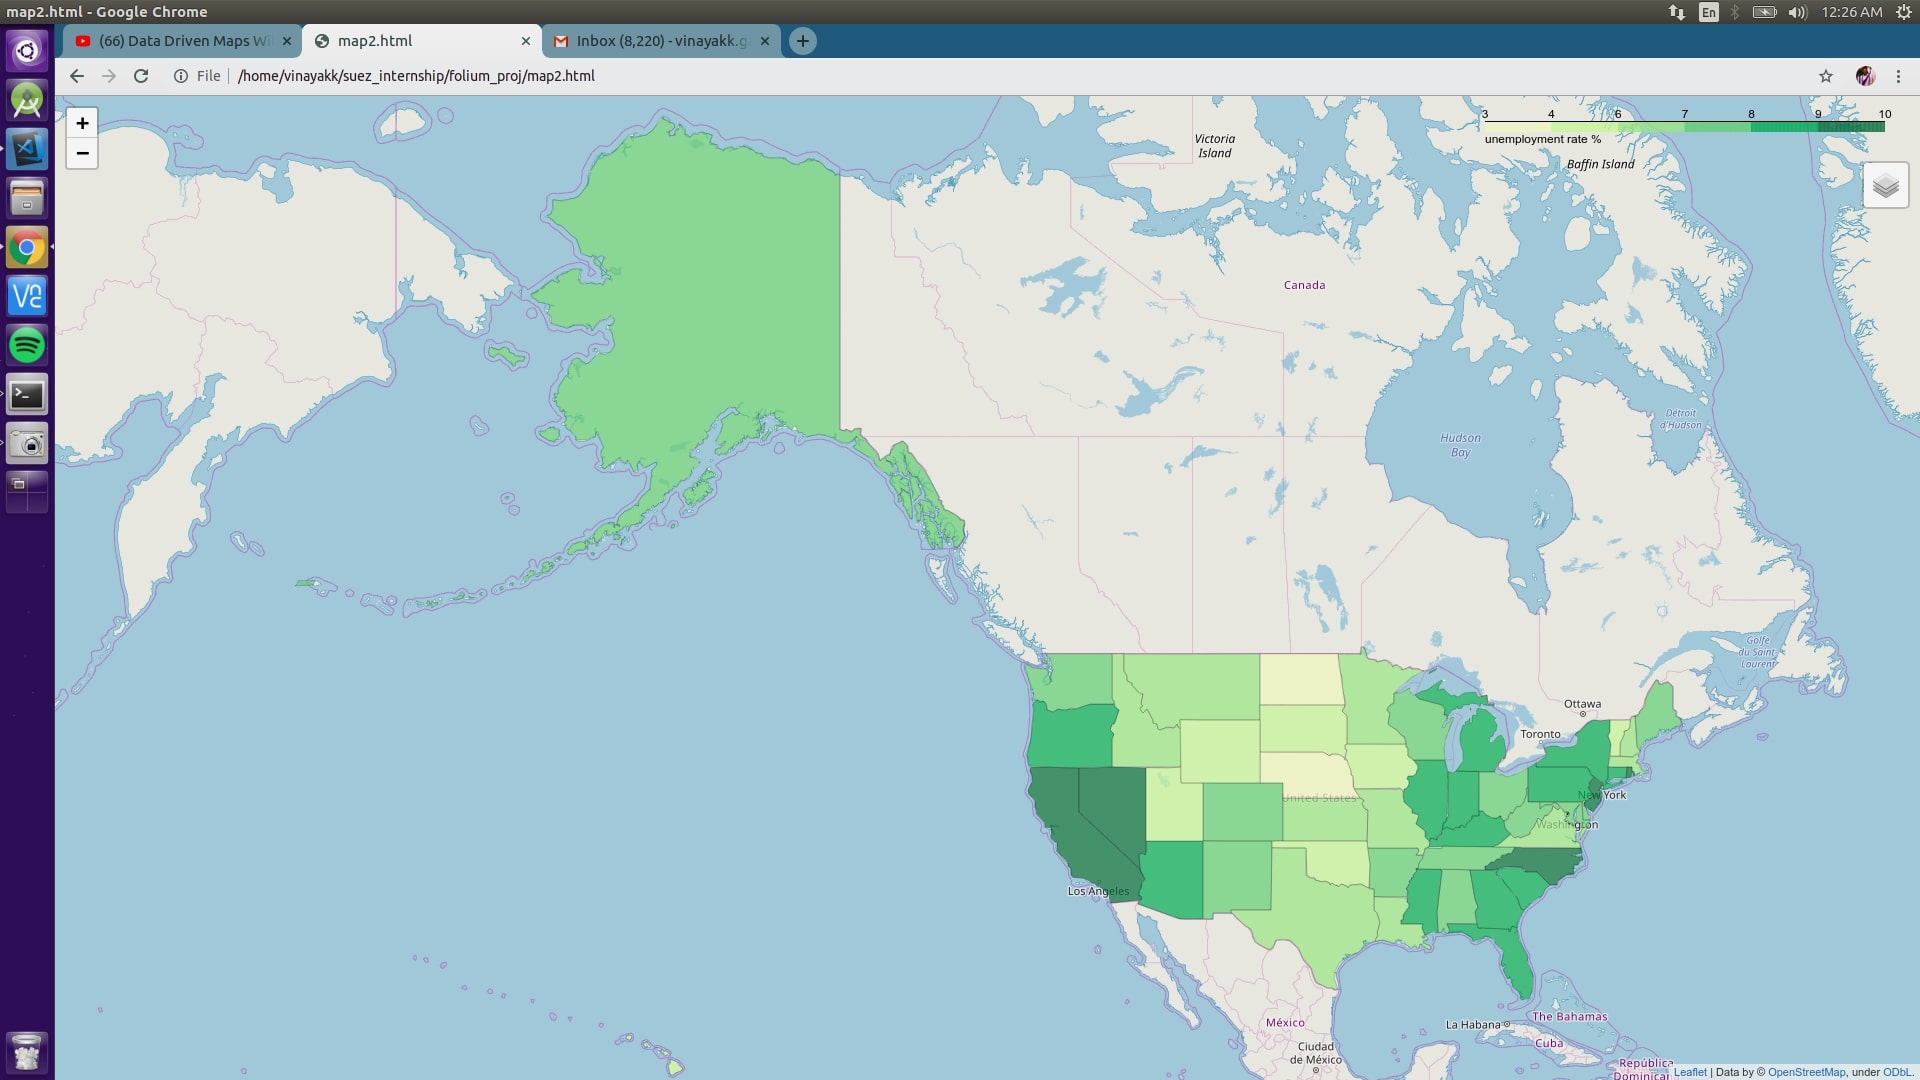 map2.html - Google Chrome
En
12:26 AM
(66) Data Driven Maps Wi
map2.html
Inbox (8,220) - vinayakk.g
File
/home/vinayakk/suez_internship/folium_proj/map2.html
+
−
3 4 5 6 7 8 9 10
unemployment rate %
Victoria
Island
Baffin Island
Canada
Détroit
d'Hudson
Hudson
Bay
Golfe
du Saint-
Laurent
Ottawa
Toronto
United States
New York
Washington
Los Angeles
La Habana
The Bahamas
México
Cuba
Ciudad
de México
República
Dominican
Leaflet | Data by © OpenStreetMap, under ODbL.